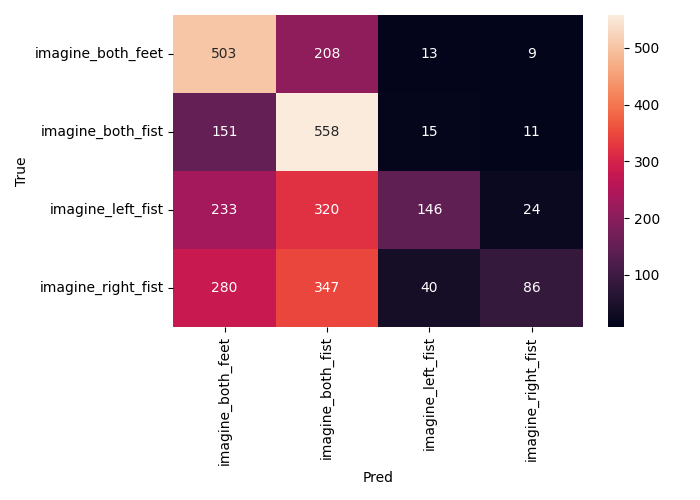 imagine_both_feet 503 208 13 9
imagine_both_fist 151 558 15 11
imagine_left_fist 233 320 146 24
imagine_right_fist 280 347 40 86
True
imagine_both_feet
imagine_both_fist
imagine_left_fist
imagine_right_fist
Pred
500
400
300
200
100